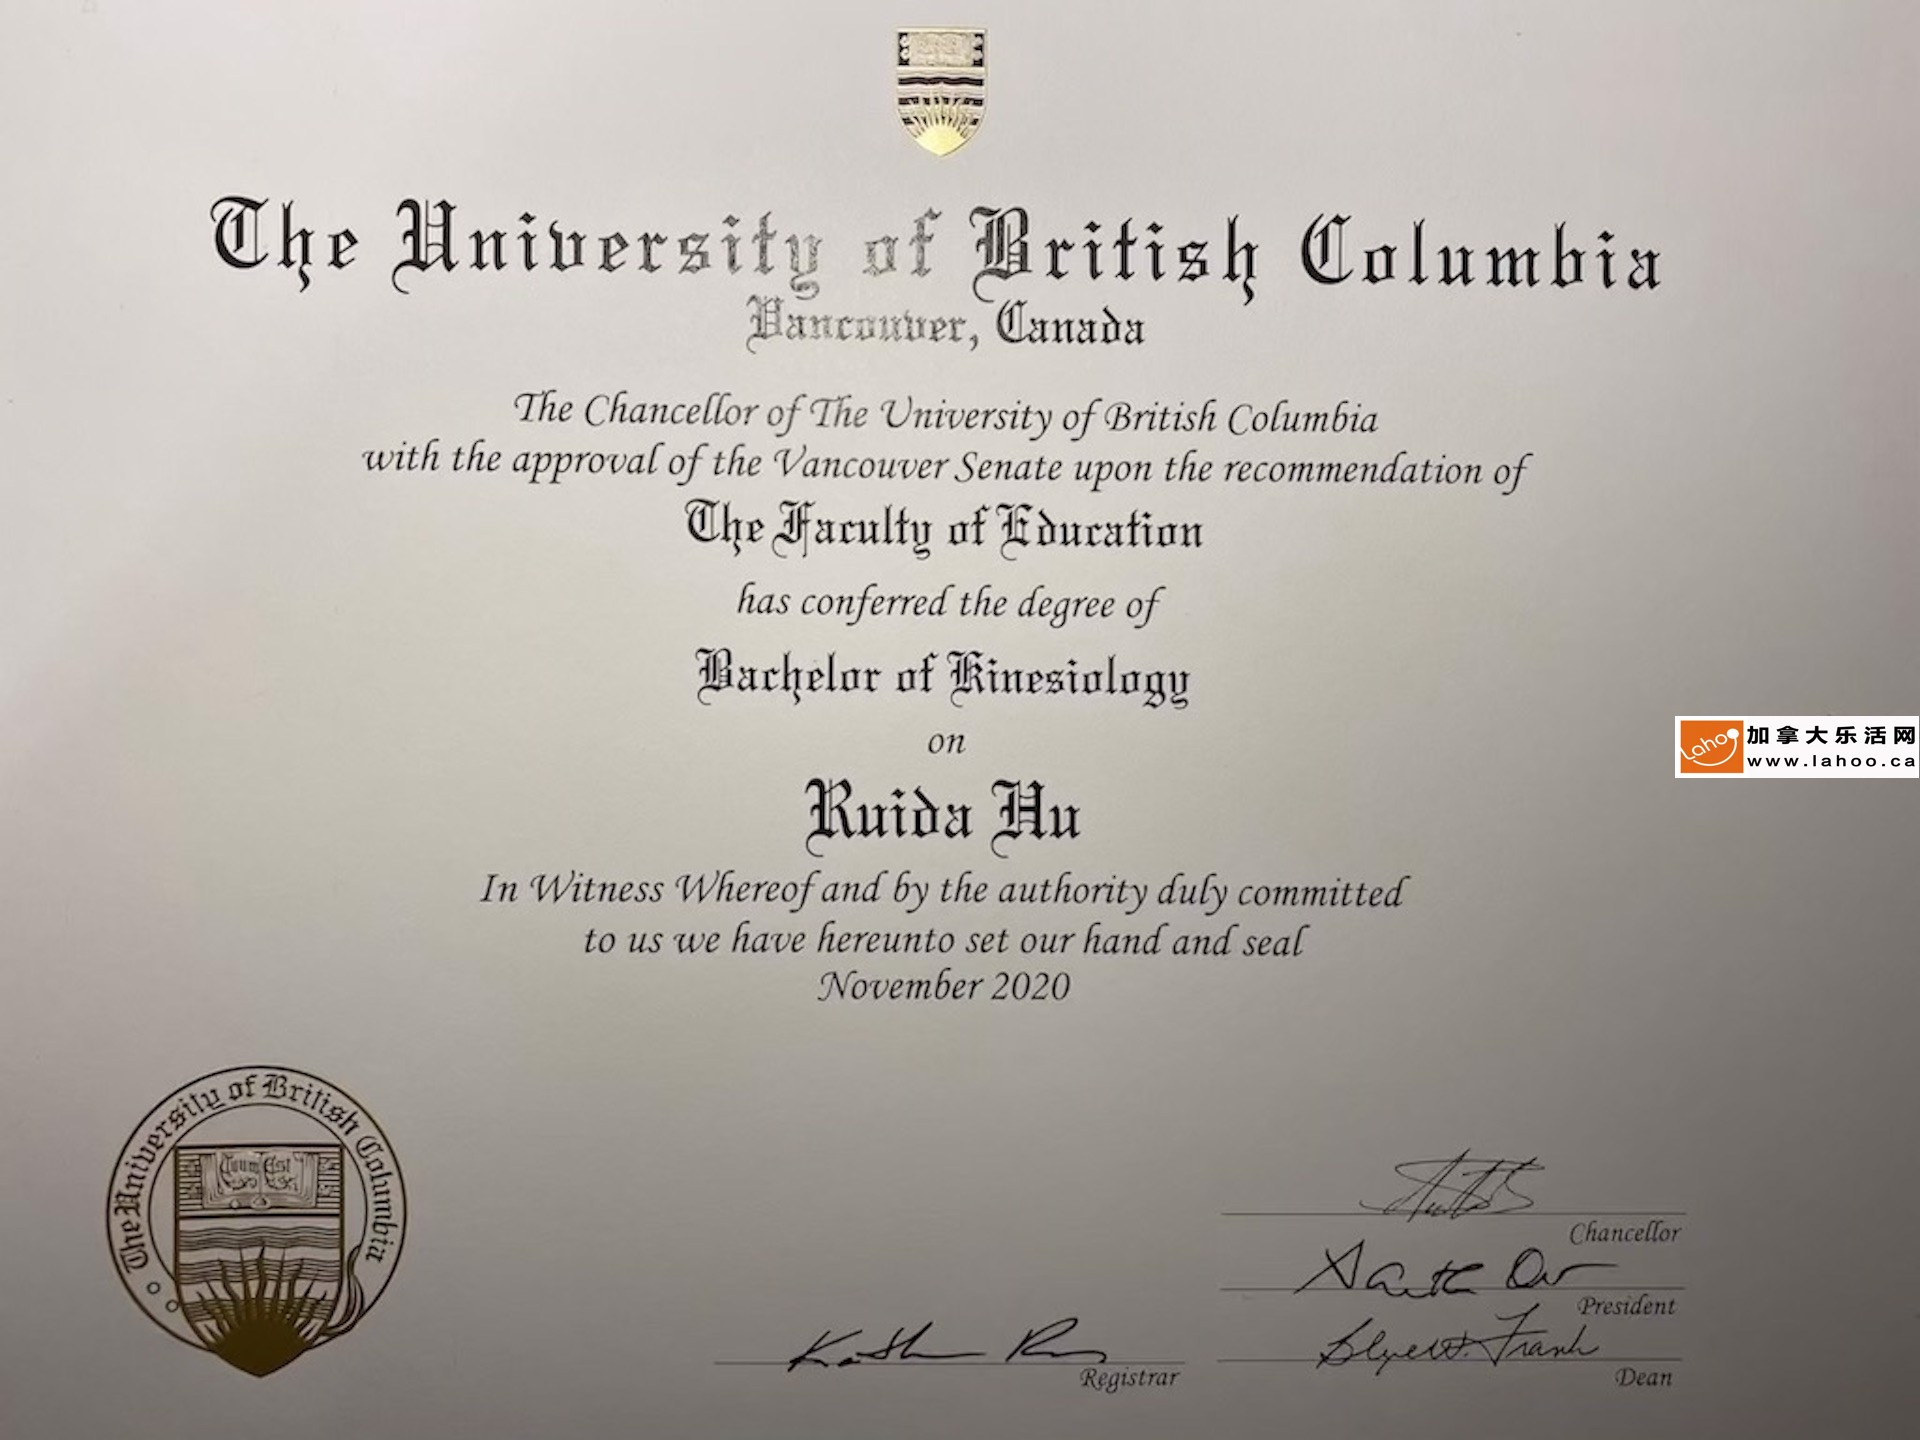 The University of British Columbia
Vancouver, Canada
The Chancellor of The University of British Columbia
with the approval of the Vancouver Senate upon the recommendation of
The Faculty of Education
has conferred the degree of
Bachelor of Kinesiology
on
Ruida Hu
In Witness Whereof and by the authority duly committed
to us we have hereunto set our hand and seal
November 2020
The University of British Columbia
Tuum Est
Chancellor
President
Registrar
Blye W. Frank
Dean
Lahoo
加拿大乐活网
www.lahoo.ca